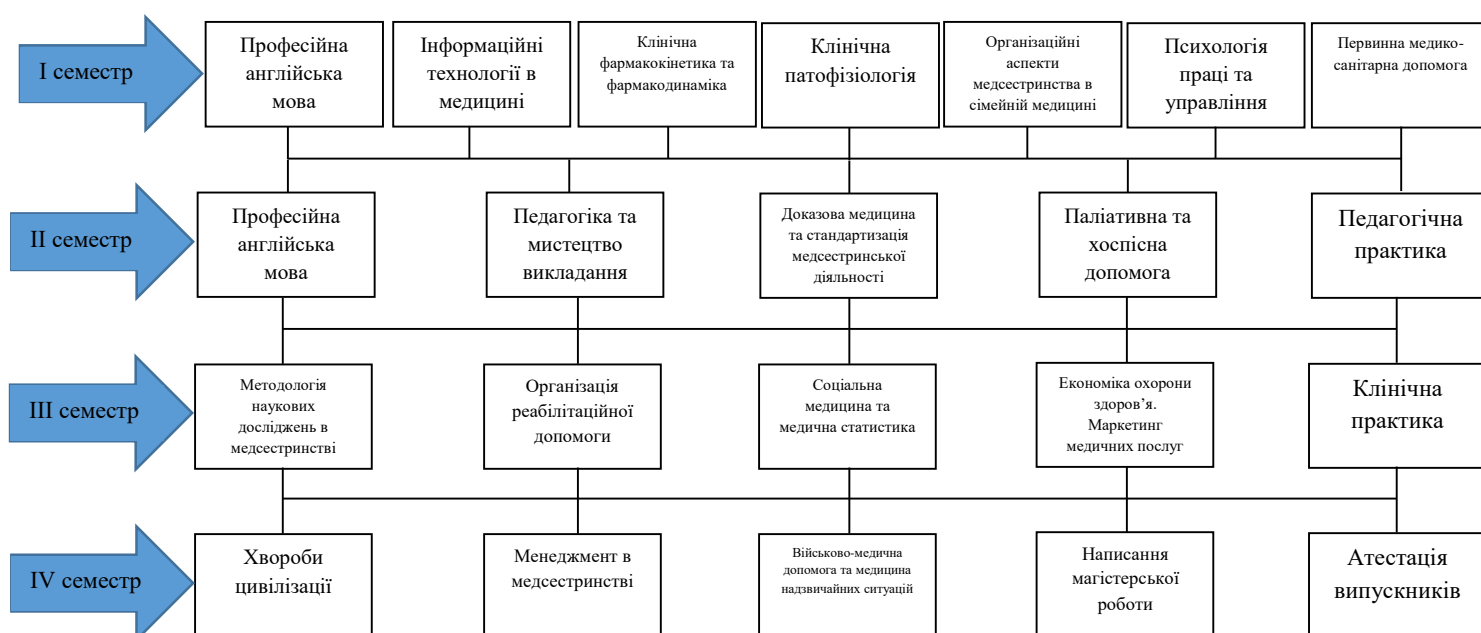 І семестр
Професійна
англійська
мова
Інформаційні
технології в
медицині
Клінічна
фармакокінетика та
фармакодинаміка
Клінічна
патофізіологія
Організаційні
аспекти
медсестринства в
сімейній медицині
Психологія
праці та
управління
Первинна медико-
санітарна допомога
ІІ семестр
Професійна
англійська
мова
Педагогіка та
мистецтво
викладання
Доказова медицина
та стандартизація
медсестринської
діяльності
Паліативна та
хоспісна
допомога
Педагогічна
практика
ІІІ семестр
Методологія
наукових
досліджень в
медсестринстві
Організація
реабілітаційної
допомоги
Соціальна
медицина та
медична статистика
Економіка охорони
здоров’я.
Маркетинг
медичних послуг
Клінічна
практика
IV семестр
Хвороби
цивілізації
Менеджмент в
медсестринстві
Військово-медична
допомога та медицина
надзвичайних ситуацій
Написання
магістерської
роботи
Атестація
випускників